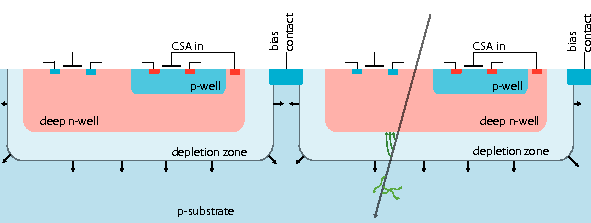 CSA in
bias
contact
p-well
deep n-well
depletion zone
CSA in
bias
contact
p-well
deep n-well
depletion zone
p-substrate